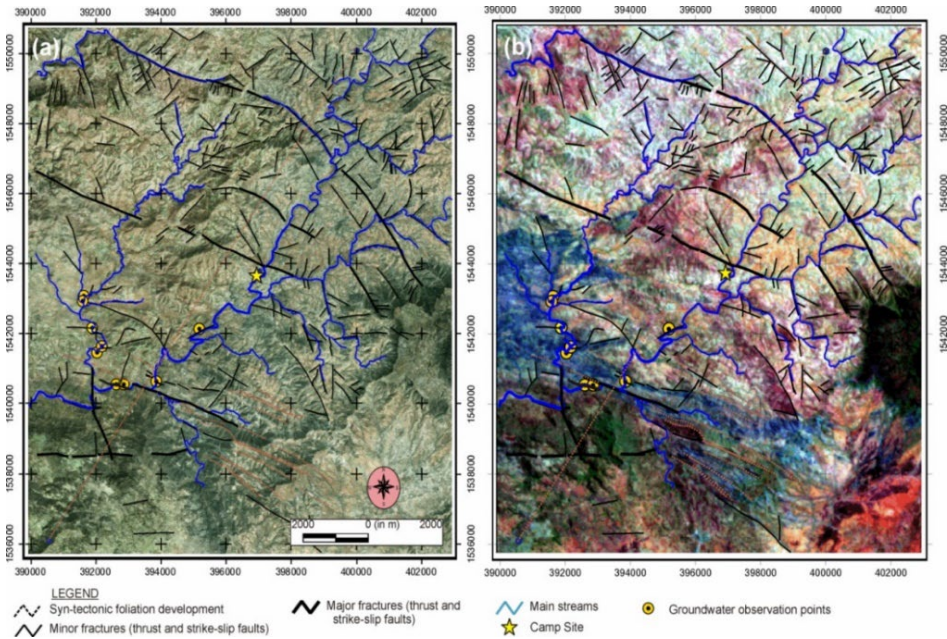 390000 392000 394000 396000 398000 400000 402000
390000 392000 394000 396000 398000 400000 402000
(a)
(b)
1550000
1548000
1546000
1544000
1542000
1540000
1538000
1536000
1550000
1548000
1546000
1544000
1542000
1540000
1538000
1536000
2000 0 (in m) 2000
390000 392000 394000 396000 398000 400000 402000
390000 392000 394000 396000 398000 400000 402000
LEGEND
Syn-tectonic foliation development
Minor fractures (thrust and strike-slip faults)
Major fractures (thrust and
strike-slip faults)
Main streams
Camp Site
Groundwater observation points